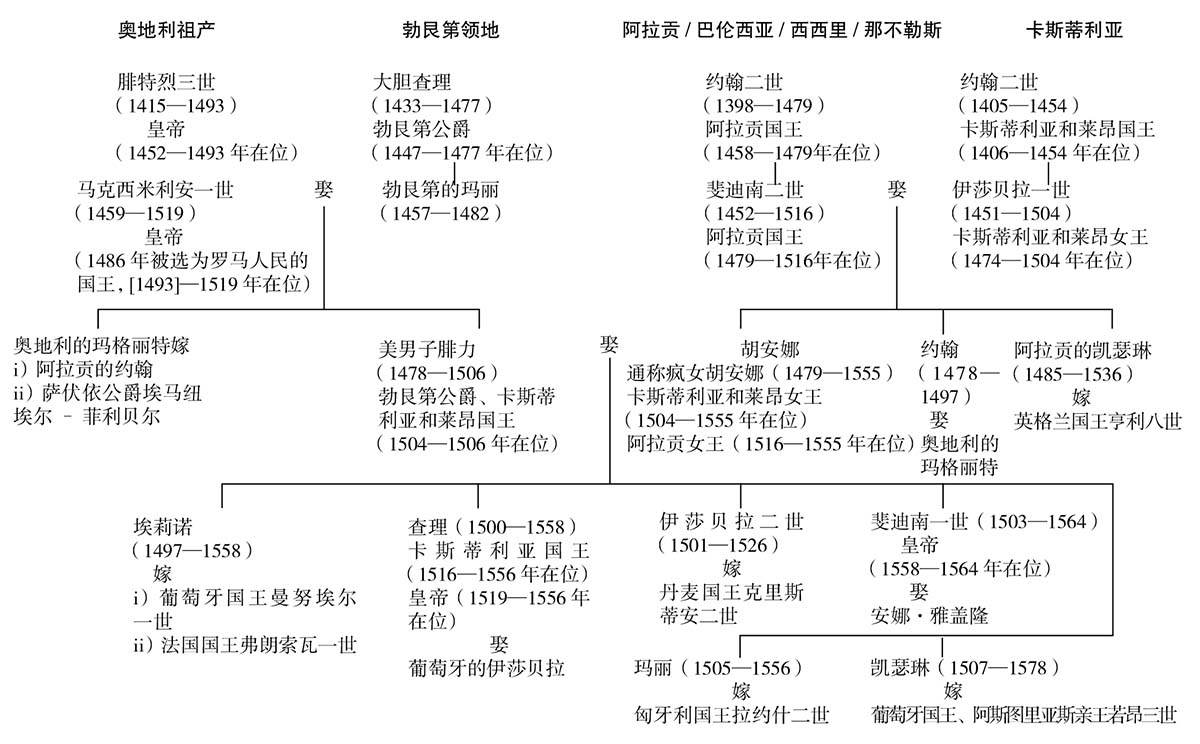 奥地利祖产
勃艮第领地
阿拉贡 / 巴伦西亚 / 西西里 / 那不勒斯
卡斯蒂利亚
腓特烈三世
（1415—1493）
皇帝
（1452—1493 年在位）
大胆查理
（1433—1477）
勃艮第公爵
（1447—1477 年在位）
约翰二世
（1398—1479）
阿拉贡国王
（1458—1479年在位）
约翰二世
（1405—1454）
卡斯蒂利亚和莱昂国王
（1406—1454 年在位）
马克西米利安一世
（1459—1519）
皇帝
（1486 年被选为罗马人民的
国王，[1493]—1519 年在位）
娶
勃艮第的玛丽
（1457—1482）
斐迪南二世
（1452—1516）
阿拉贡国王
（1479—1516年在位）
娶
伊莎贝拉一世
（1451—1504）
卡斯蒂利亚和莱昂女王
（1474—1504 年在位）
奥地利的玛格丽特嫁
i）阿拉贡的约翰
ii）萨伏依公爵埃马纽
埃尔 – 菲利贝尔
美男子腓力
（1478—1506）
勃艮第公爵、卡斯蒂
利亚和莱昂国王
（1504—1506 年在位）
娶
胡安娜
通称疯女胡安娜（1479—1555）
卡斯蒂利亚和莱昂女王
（1504—1555 年在位）
阿拉贡女王（1516—1555 年在位）
约翰
（1478—
1497）
娶
奥地利的
玛格丽特
阿拉贡的凯瑟琳
（1485—1536）
嫁
英格兰国王亨利八世
埃莉诺
（1497—1558）
嫁
i）葡萄牙国王曼努埃尔
一世
ii）法国国王弗朗索瓦一世
查理（1500—1558）
卡斯蒂利亚国王
（1516—1556 年在位）
皇帝（1519—1556 年
在位）
娶
葡萄牙的伊莎贝拉
伊莎贝拉二世
（1501—1526）
嫁
丹麦国王克里斯
蒂安二世
斐迪南一世（1503—1564）
皇帝
（1558—1564 年在位）
娶
安娜·雅盖隆
玛丽（1505—1556）
嫁
匈牙利国王拉约什二世
凯瑟琳（1507—1578）
嫁
葡萄牙国王、阿斯图里亚斯亲王若昂三世